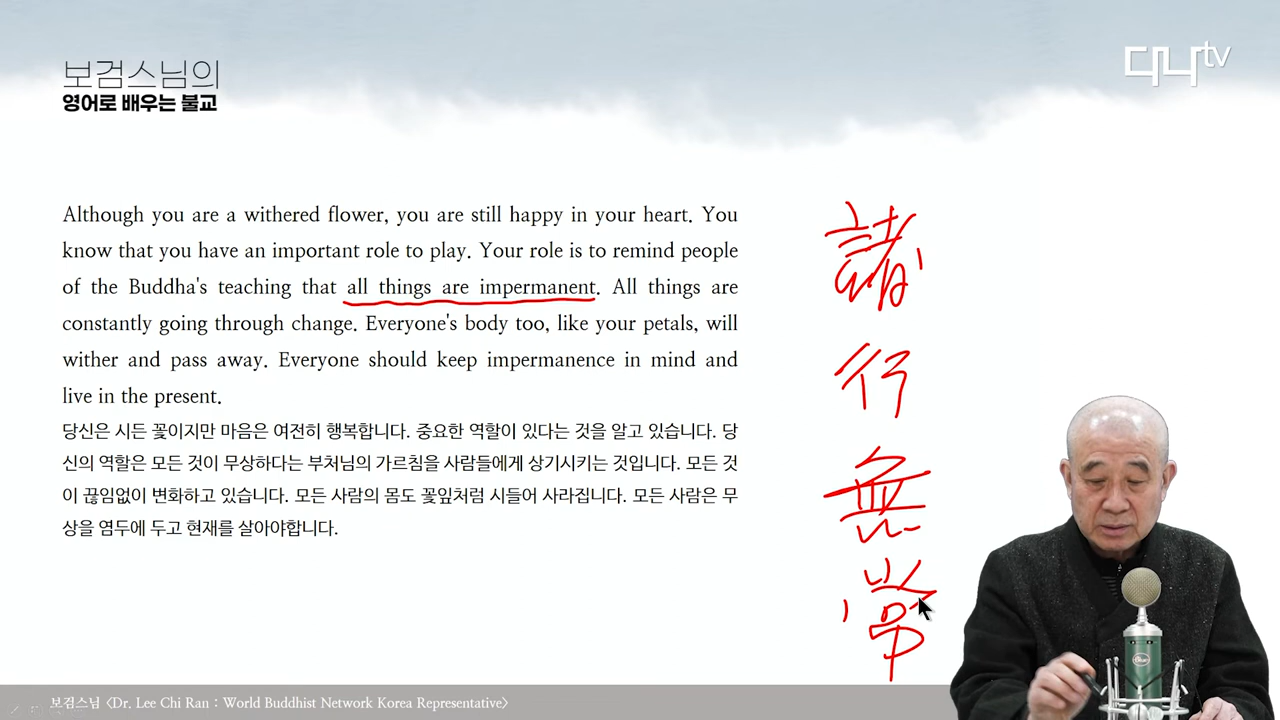 보검스님의
영어로 배우는 불교
디나tv
Although you are a withered flower, you are still happy in your heart. You
know that you have an important role to play. Your role is to remind people
of the Buddha's teaching that all things are impermanent. All things are
constantly going through change. Everyone's body too, like your petals, will
wither and pass away. Everyone should keep impermanence in mind and
live in the present.
당신은 시든 꽃이지만 마음은 여전히 행복합니다. 중요한 역할이 있다는 것을 알고 있습니다. 당
신의 역할은 모든 것이 무상하다는 부처님의 가르침을 사람들에게 상기시키는 것입니다. 모든 것
이 끊임없이 변화하고 있습니다. 모든 사람의 몸도 꽃잎처럼 시들어 사라집니다. 모든 사람은 무
상을 염두에 두고 현재를 살아야합니다.
諸
行
無
常
Blue
보검스님 <Dr. Lee Chi Ran : World Buddhist Network Korea Representative>